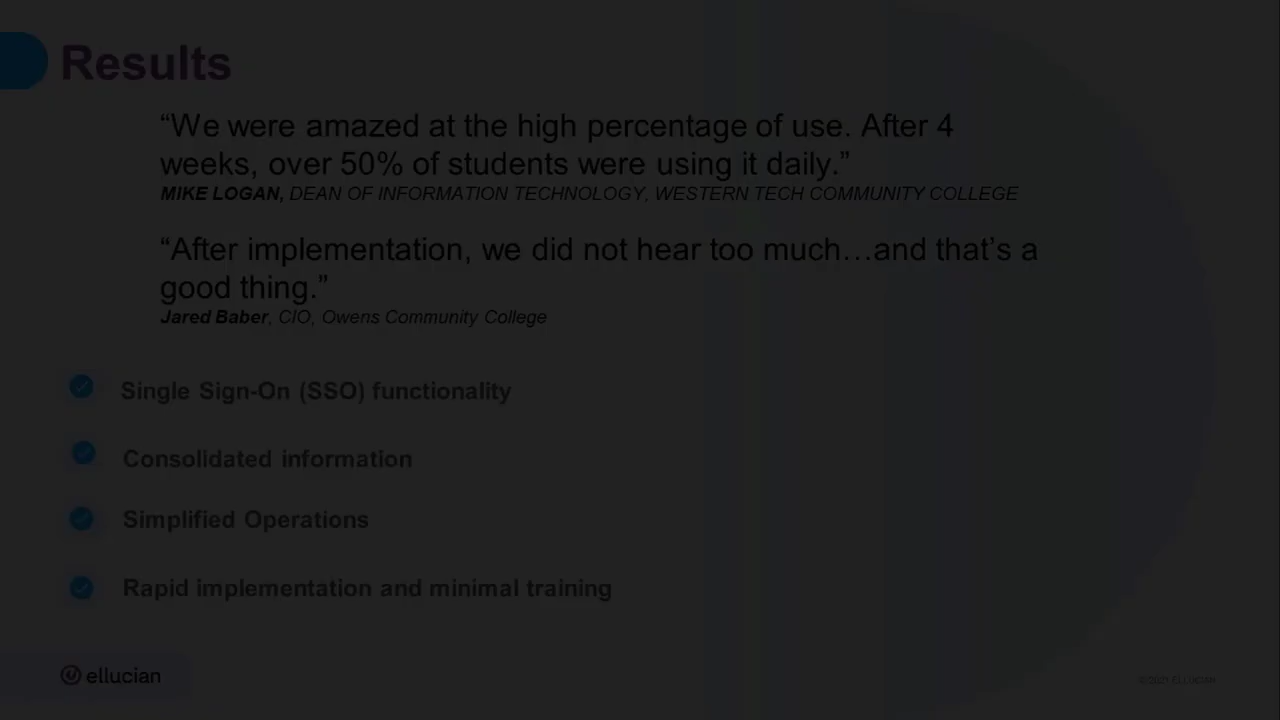 Results
“We were amazed at the high percentage of use. After 4
weeks, over 50% of students were using it daily.”
MIKE LOGAN, DEAN OF INFORMATION TECHNOLOGY, WESTERN TECH COMMUNITY COLLEGE
“After implementation, we did not hear too much…and that’s a
good thing.”
Jared Baber, CIO, Owens Community College
Single Sign-On (SSO) functionality
Consolidated information
Simplified Operations
Rapid implementation and minimal training
ellucian
©2021 ELLUCIAN